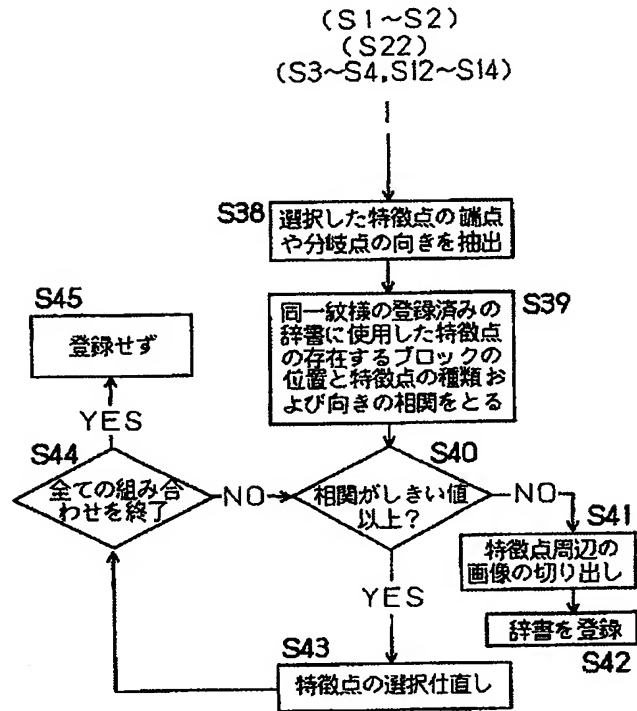 (S1~S2)
(S22)
(S3~S4,S12~S14)
S38
選択した特徴点の端点
や分岐点の向きを抽出
S39
同一紋様の登録済みの
辞書に使用した特徴点
の存在するブロックの
位置と特徴点の種類お
よび向きの相関をとる
S45
登録せず
YES
S44
全ての組み合
わせを終了
NO
S40
相関がしきい値
以上?
NO
S41
特徴点周辺の
画像の切り出し
辞書を登録
S42
YES
S43
特徴点の選択仕直し